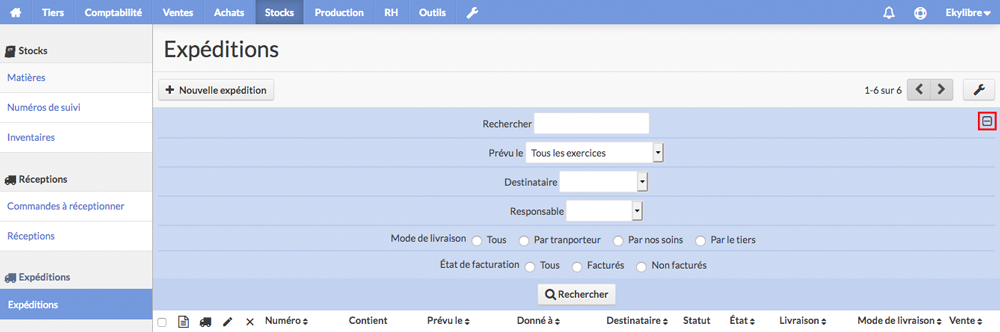 Tiers Comptabilité Ventes Achats Stocks Production RH Outils Ekylibre
Stocks
Matières
Numéros de suivi
Inventaires
Réceptions
Commandes à réceptionner
Réceptions
Expéditions
Expéditions
Expéditions
Nouvelle expédition 1-6 sur 6
Rechercher
Prévu le Tous les exercices
Destinataire
Responsable
Mode de livraison Tous Par tranporteur Par nos soins Par le tiers
État de facturation Tous Facturés Non facturés
Rechercher
Numéro Contient Prévu le Donné à Destinataire Statut État Livraison Mode de livraison Vente